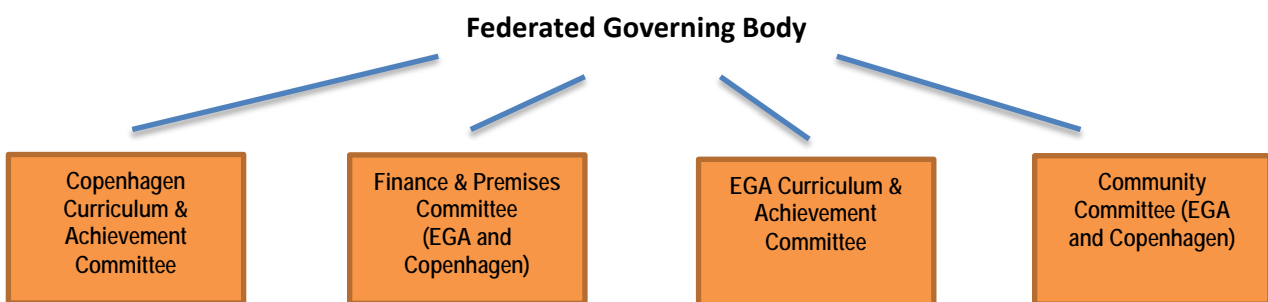 Federated Governing Body
Copenhagen
Curriculum &
Achievement
Committee
Finance & Premises
Committee
(EGA and
Copenhagen)
EGA Curriculum &
Achievement
Committee
Community
Committee (EGA
and Copenhagen)